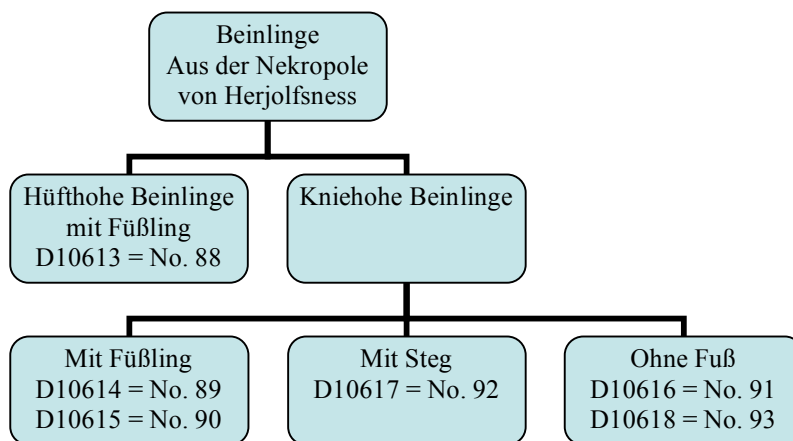 Beinlinge
Aus der Nekropole
von Herjolfsness
Hüfthohe Beinlinge
mit Füßling
D10613 = No. 88
Kniehohe Beinlinge
Mit Füßling
D10614 = No. 89
D10615 = No. 90
Mit Steg
D10617 = No. 92
Ohne Fuß
D10616 = No. 91
D10618 = No. 93